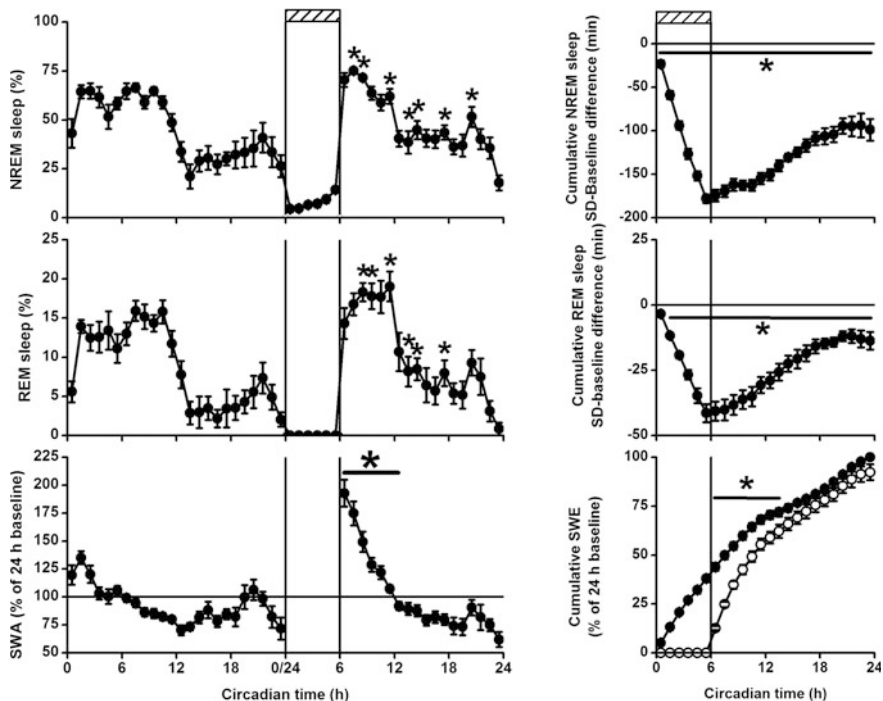 100
75
50
25
0
NREM sleep (%)
* * * * * * *
25
20
15
10
5
0
REM sleep (%)
* * * * * *
225
200
175
150
125
100
75
50
SWA (% of 24 h baseline)
*
0 6 12 18 0/24 6 12 18 24
Circadian time (h)
0
-50
-100
-150
-200
Cumulative NREM sleep
SD-Baseline difference (min)
*
25
0
-25
-50
Cumulative REM sleep
SD-baseline difference (min)
*
100
75
50
25
0
Cumulative SWE
(% of 24 h baseline)
*
0 6 12 18 24
Circadian time (h)